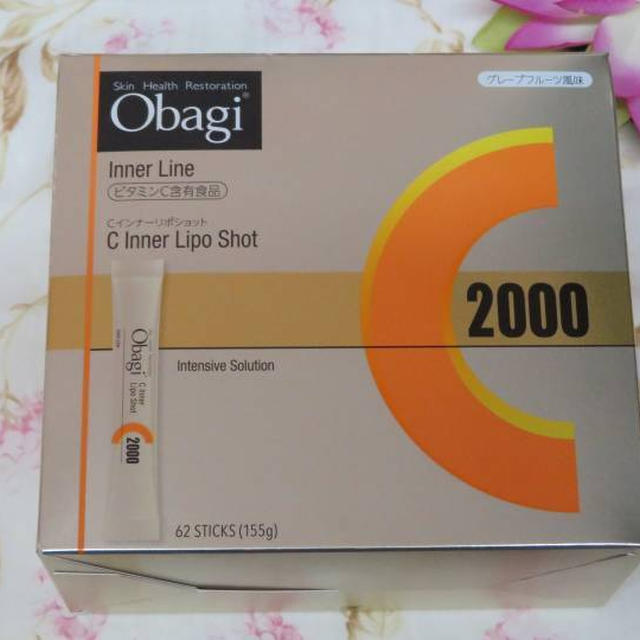 Skin Health Restoration
グレープフルーツ風味
Obagi®
Inner Line
ビタミンC含有食品
Cインナーリポショット
C Inner Lipo Shot
2000
Intensive Solution
Obagi
C Inner
Lipo Shot
2000
62 STICKS (155g)